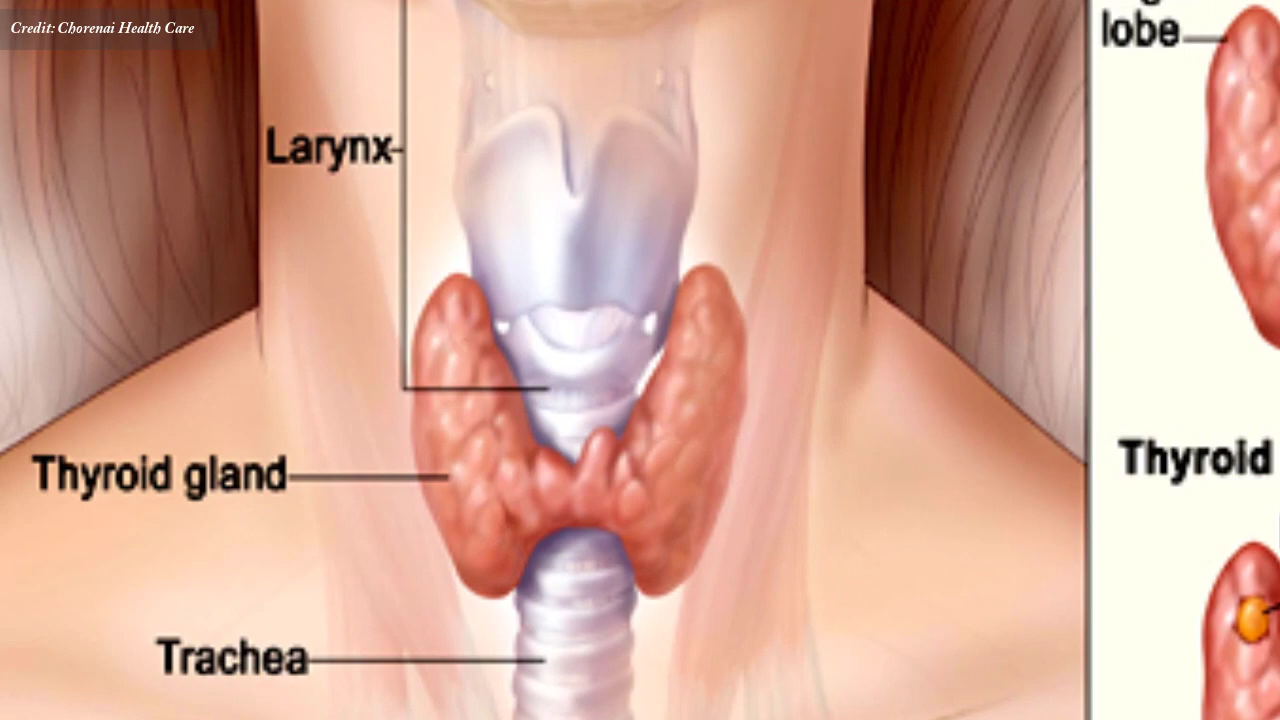 Credit: Chorenai Health Care
Larynx
Thyroid gland
Trachea
lobe
Thyroid